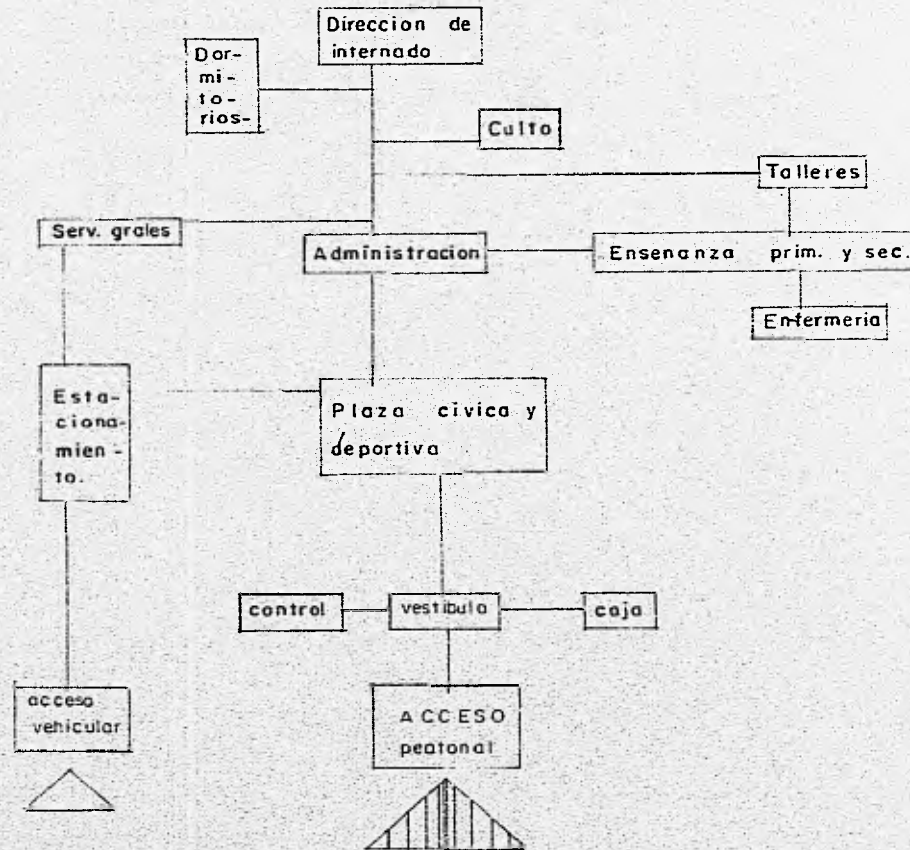 Direccion de
internado
Dor-
mi-
to-
rios-
Culto
Talleres
Serv. grales
Administracion
Ensenanza prim. y sec.
Enfermeria
Esta-
ciona-
mien-
to.
Plaza civica y
deportiva
control
vestibulo
caja
acceso
vehicular
ACCESO
peatonal